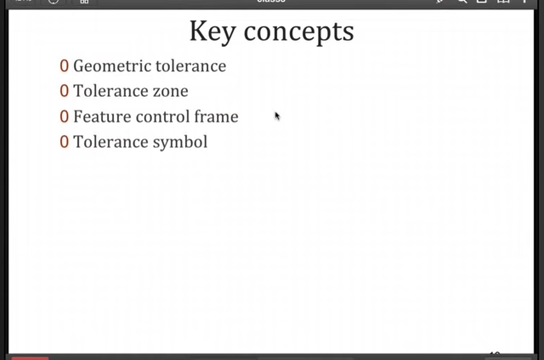 Key concepts
0 Geometric tolerance
0 Tolerance zone
0 Feature control frame
0 Tolerance symbol